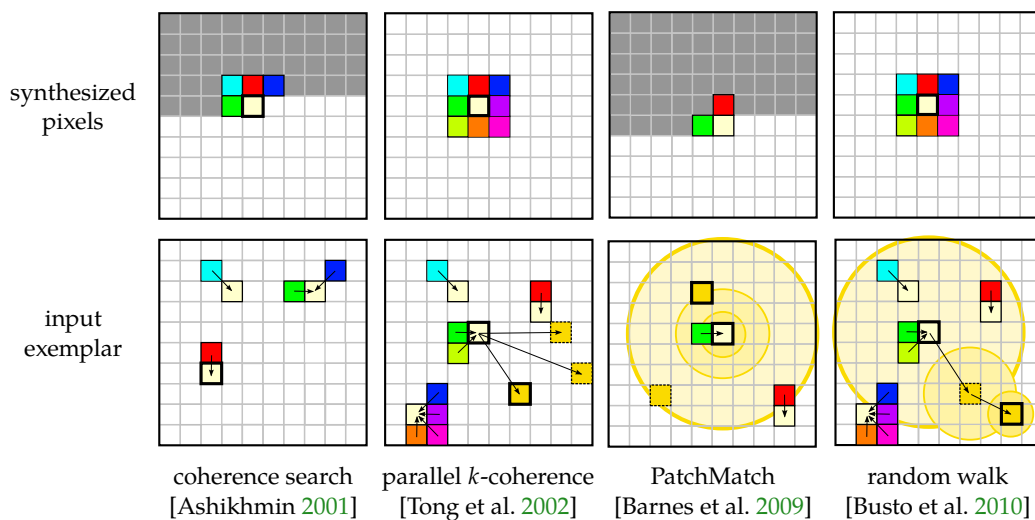 synthesized
pixels
input
exemplar
coherence search
[Ashikhmin 2001]
parallel k-coherence
[Tong et al. 2002]
PatchMatch
[Barnes et al. 2009]
random walk
[Busto et al. 2010]